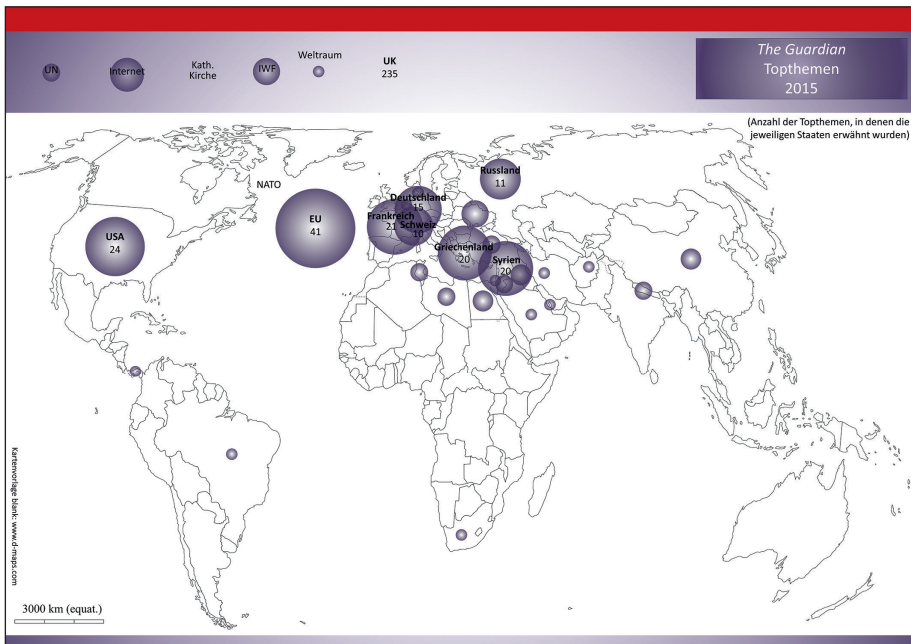 UN
Internet
Kath.
Kirche
IWF
Weltraum
UK
235
The Guardian
Topthemen
2015
(Anzahl der Topthemen, in denen die
jeweiligen Staaten erwähnt wurden)
NATO
Russland
11
Deutschland
15
EU
41
Frankreich
21
Schweiz
10
USA
24
Griechenland
20
Syrien
20
Kartenvorlage blank: www.d-maps.com
3000 km (equat.)